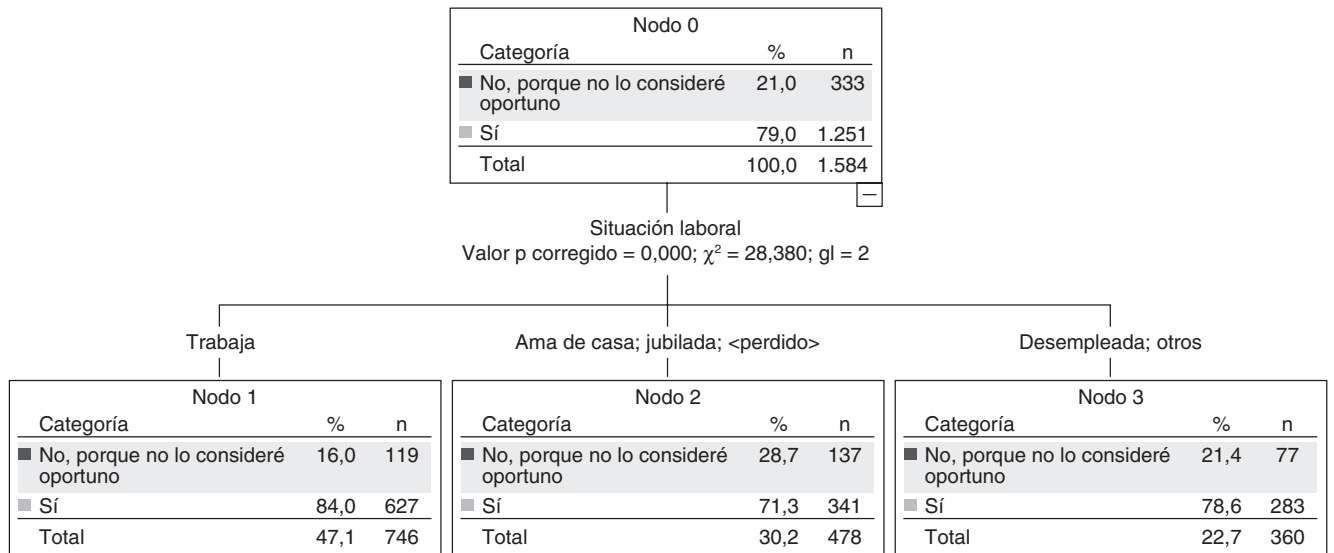 Nodo 0
Categoría % n
No, porque no lo consideré 21,0 333
oportuno
Sí 79,0 1.251
Total 100,0 1.584
Situación laboral
Valor p corregido = 0,000; χ² = 28,380; gl = 2
Trabaja
Ama de casa; jubilada; <perdido>
Desempleada; otros
Nodo 1
Categoría % n
No, porque no lo consideré 16,0 119
oportuno
Sí 84,0 627
Total 47,1 746
Nodo 2
Categoría % n
No, porque no lo consideré 28,7 137
oportuno
Sí 71,3 341
Total 30,2 478
Nodo 3
Categoría % n
No, porque no lo consideré 21,4 77
oportuno
Sí 78,6 283
Total 22,7 360